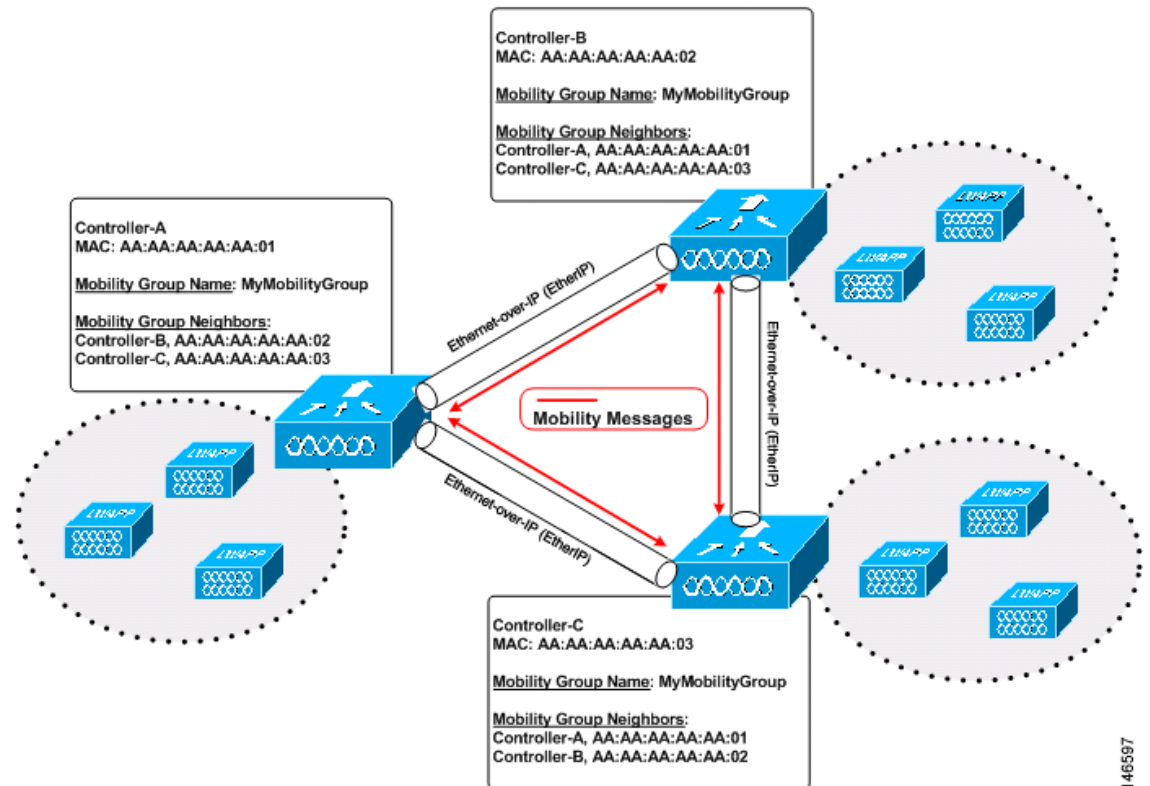 Controller-B
MAC: AA:AA:AA:AA:AA:02
Mobility Group Name: MyMobilityGroup
Mobility Group Neighbors:
Controller-A, AA:AA:AA:AA:AA:01
Controller-C, AA:AA:AA:AA:AA:03
Controller-A
MAC: AA:AA:AA:AA:AA:01
Mobility Group Name: MyMobilityGroup
Mobility Group Neighbors:
Controller-B, AA:AA:AA:AA:AA:02
Controller-C, AA:AA:AA:AA:AA:03
Ethernet-over-IP (EtherIP)
Ethernet-over-IP (EtherIP)
Ethernet-over-IP (EtherIP)
Mobility Messages
LWAPP
LWAPP
LWAPP
LWAPP
LWAPP
LWAPP
LWAPP
LWAPP
LWAPP
Controller-C
MAC: AA:AA:AA:AA:AA:03
Mobility Group Name: MyMobilityGroup
Mobility Group Neighbors:
Controller-A, AA:AA:AA:AA:AA:01
Controller-B, AA:AA:AA:AA:AA:02
146597